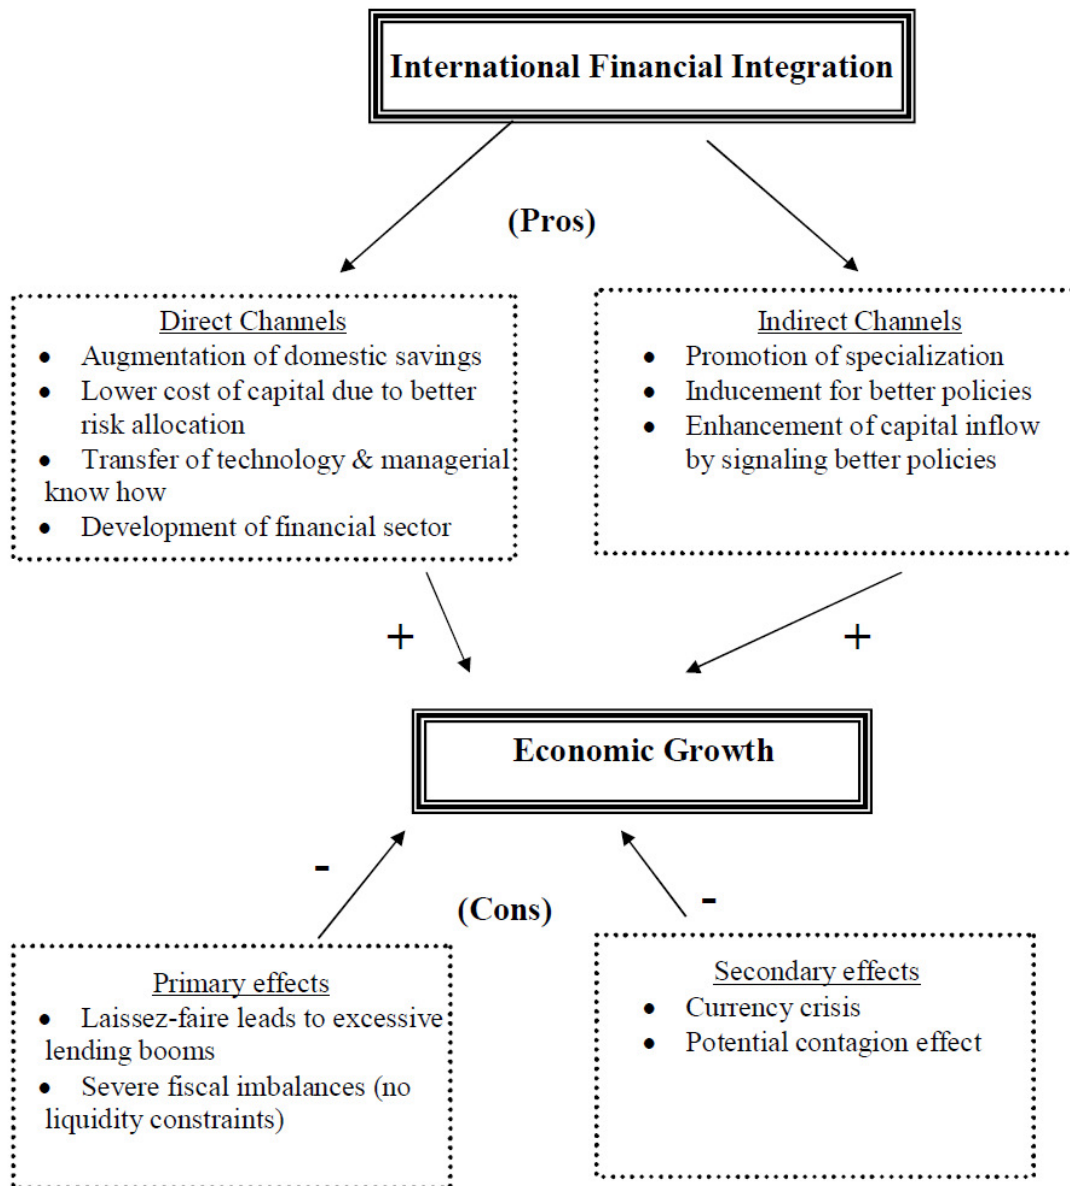 International Financial Integration
(Pros)
Direct Channels
• Augmentation of domestic savings
• Lower cost of capital due to better
risk allocation
• Transfer of technology & managerial
know how
• Development of financial sector
Indirect Channels
• Promotion of specialization
• Inducement for better policies
• Enhancement of capital inflow
by signaling better policies
+
+
Economic Growth
-
(Cons)
-
Primary effects
• Laissez-faire leads to excessive
lending booms
• Severe fiscal imbalances (no
liquidity constraints)
Secondary effects
• Currency crisis
• Potential contagion effect